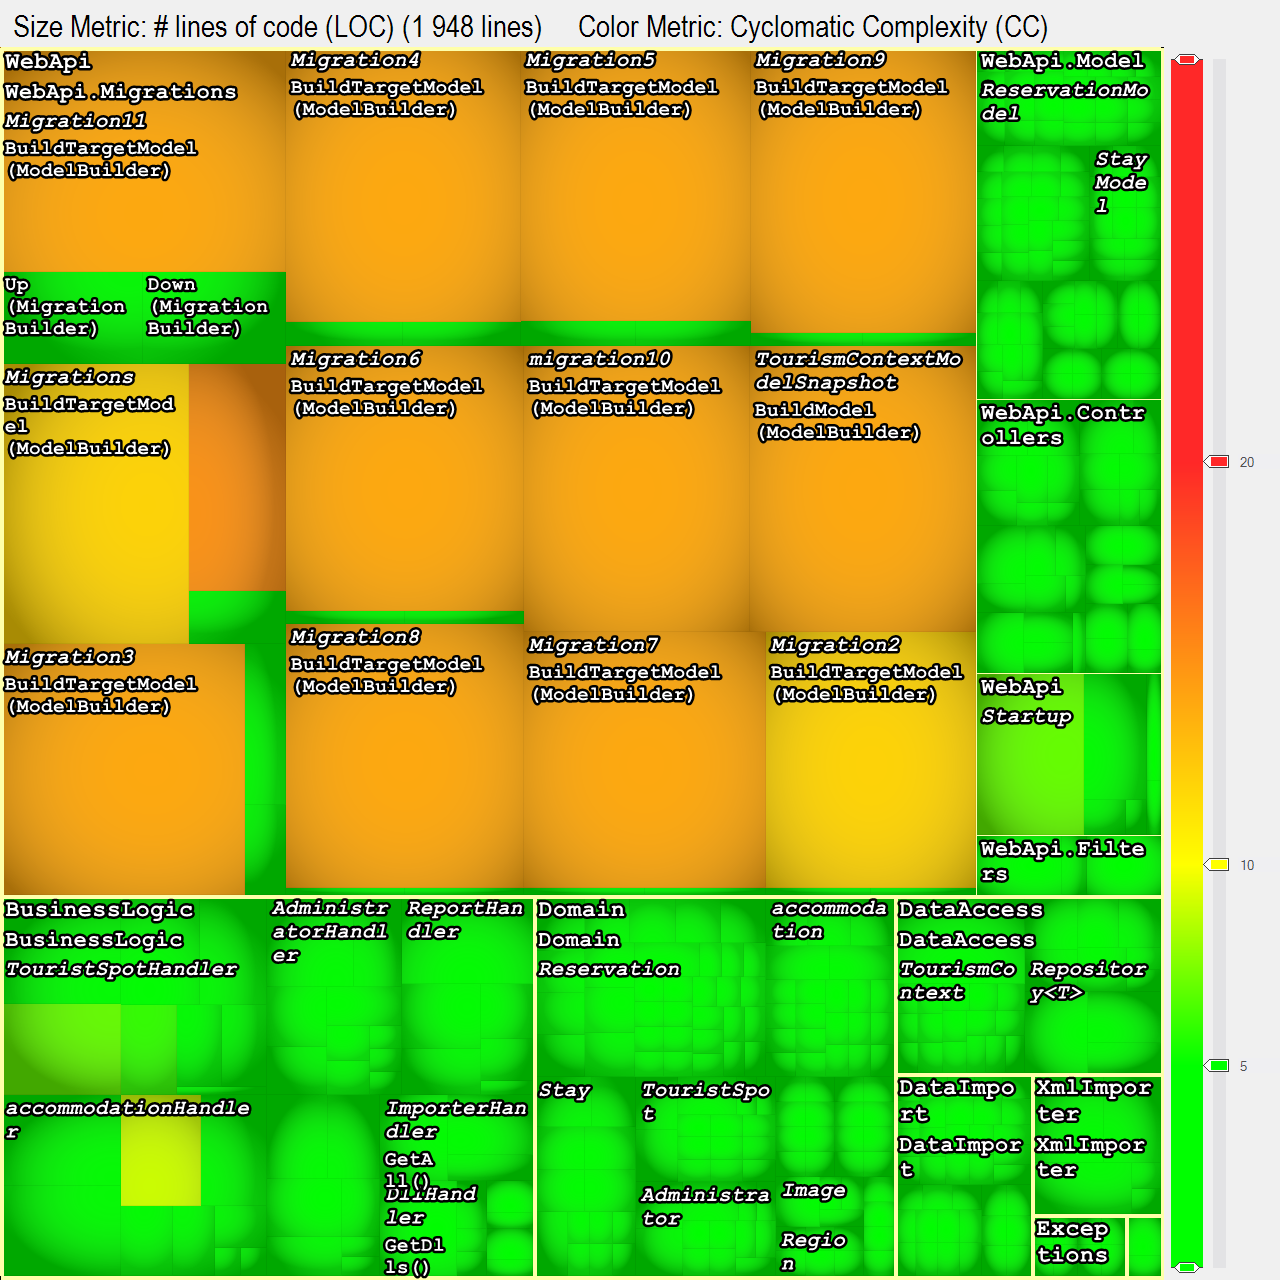 Size Metric: # lines of code (LOC) (1 948 lines) Color Metric: Cyclomatic Complexity (CC)
WebApi
WebApi.Migrations
Migration11
BuildTargetModel
(ModelBuilder)
Up
(Migration
Builder)
Down
(Migration
Builder)
Migration4
BuildTargetModel
(ModelBuilder)
Migration5
BuildTargetModel
(ModelBuilder)
Migration9
BuildTargetModel
(ModelBuilder)
Migrations
BuildTargetMod
el
(ModelBuilder)
Migration6
BuildTargetModel
(ModelBuilder)
migration10
BuildTargetModel
(ModelBuilder)
TourismContextMo
delSnapshot
BuildModel
(ModelBuilder)
Migration3
BuildTargetModel
(ModelBuilder)
Migration8
BuildTargetModel
(ModelBuilder)
Migration7
BuildTargetModel
(ModelBuilder)
Migration2
BuildTargetModel
(ModelBuilder)
WebApi.Model
ReservationMo
del
Stay
Mode
l
WebApi.Contr
ollers
WebApi
Startup
WebApi.Filte
rs
20
10
5
BusinessLogic
BusinessLogic
TouristSpotHandler
Administr
atorHandl
er
ReportHan
dler
accommodationHandle
r
ImporterHan
dler
GetA
ll()
DllHand
ler
GetDl
ls()
Domain
Domain
Reservation
accommoda
tion
Stay
TouristSpo
t
Administra
tor
Image
Regio
n
DataAccess
DataAccess
TourismCo
ntext
Repositor
y<T>
DataImpo
rt
DataImpor
t
XmlImpor
ter
XmlImpor
ter
Excep
tions